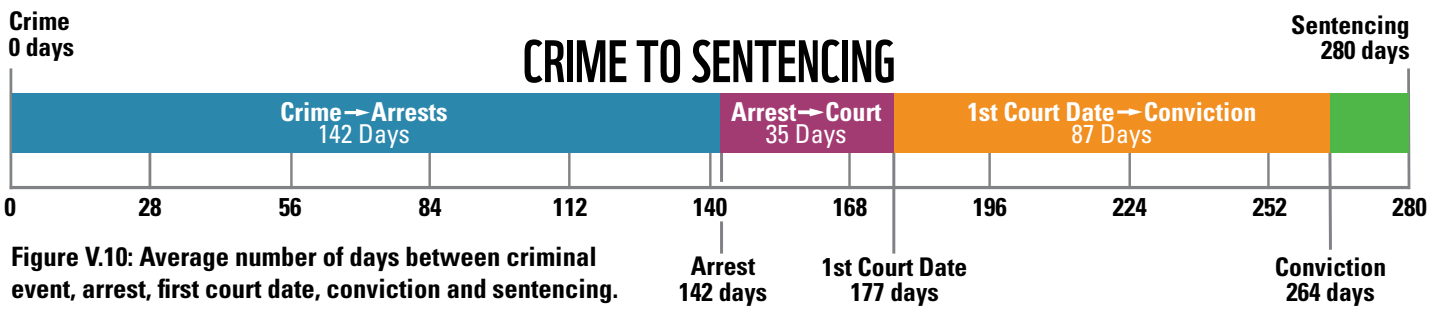 Crime
0 days
CRIME TO SENTENCING
Sentencing
280 days
Crime→Arrests
142 Days
Arrest→Court
35 Days
1st Court Date→Conviction
87 Days
0 28 56 84 112 140 168 196 224 252 280
Figure V.10: Average number of days between criminal
event, arrest, first court date, conviction and sentencing.
Arrest
142 days
1st Court Date
177 days
Conviction
264 days